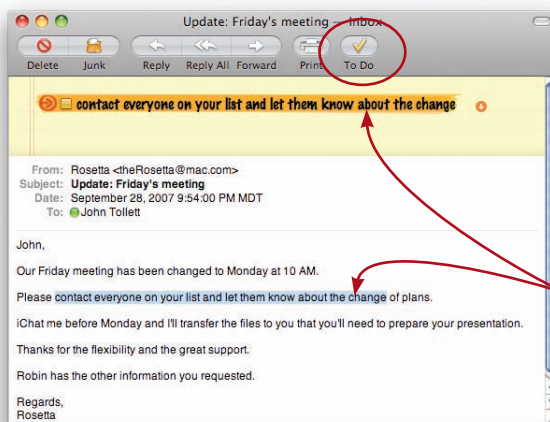 Update: Friday's meeting — Inbox
Delete Junk Reply Reply All Forward Print To Do
contact everyone on your list and let them know about the change
From: Rosetta <theRosetta@mac.com>
Subject: Update: Friday's meeting
Date: September 28, 2007 9:54:00 PM MDT
To: John Tollett
John,
Our Friday meeting has been changed to Monday at 10 AM.
Please contact everyone on your list and let them know about the change of plans.
iChat me before Monday and I'll transfer the files to you that you'll need to prepare your presentation.
Thanks for the flexibility and the great support.
Robin has the other information you requested.
Regards,
Rosetta